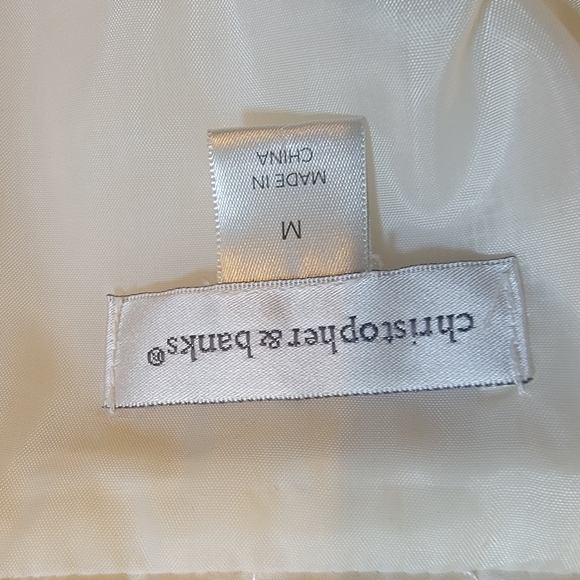 christopher & banks®
M
MADE IN
CHINA